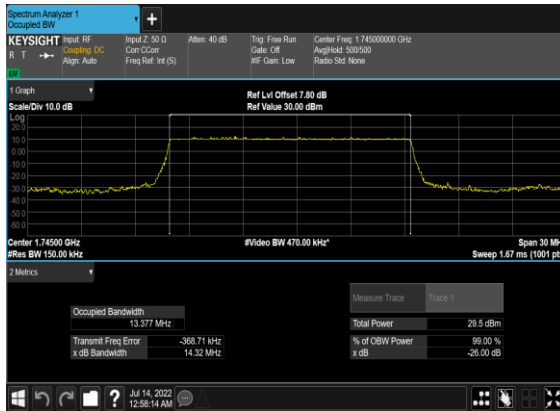 Spectrum Analyzer 1
Occupied BW
KEYSIGHT
R T
Input: RF
Coupling: DC
Align: Auto
Input Z: 50 Ω
Corr CCorr
Freq Ref: Int (S)
Atten: 40 dB
Trig: Free Run
Gate: Off
#IF Gain: Low
Center Freq: 1.745000000 GHz
Avg|Hold: 500/500
Radio Std: None
1 Graph
Scale/Div 10.0 dB
Ref Lvl Offset 7.80 dB
Ref Value 30.00 dBm
Log
20.0
10.0
0.00
-10.0
-20.0
-30.0
-40.0
-50.0
-60.0
Center 1.74500 GHz
#Res BW 150.00 kHz
#Video BW 470.00 kHz*
Span 30 MH
Sweep 1.67 ms (1001 pt
2 Metrics
Measure Trace Trace 1
Occupied Bandwidth
13.377 MHz
Total Power 29.5 dBm
Transmit Freq Error -368.71 kHz
% of OBW Power 99.00 %
x dB Bandwidth 14.32 MHz
x dB -26.00 dB
?
Jul 14, 2022
12:58:14 AM